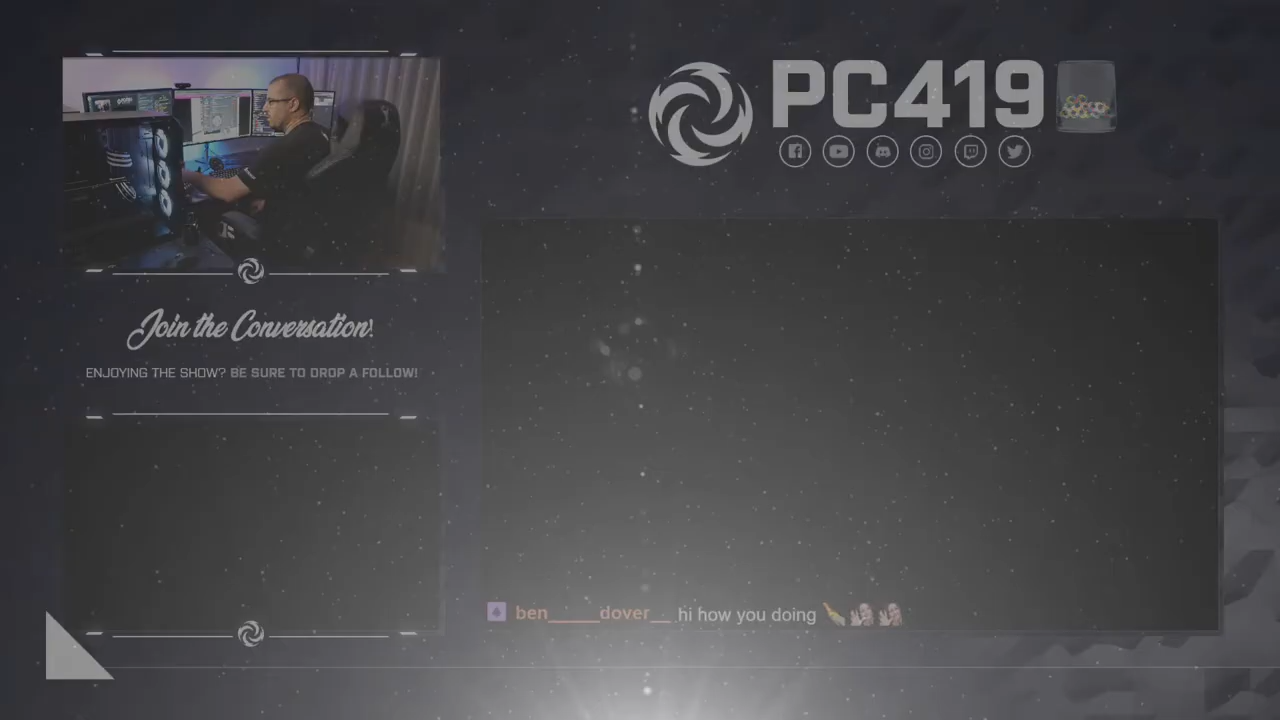 PC419
Join the Conversation!
ENJOYING THE SHOW? BE SURE TO DROP A FOLLOW!
ben_____dover__ hi how you doing